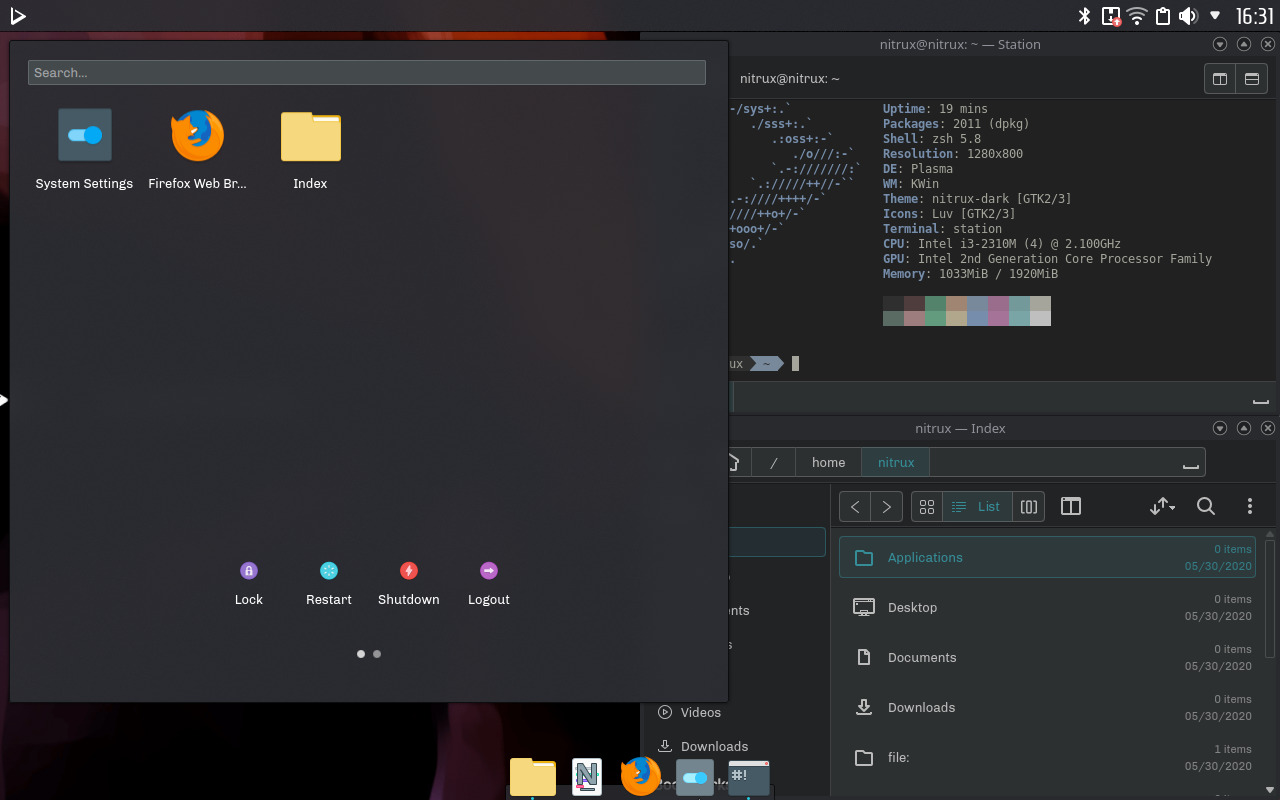 16:31
Search...
System Settings
Firefox Web Br...
Index
Lock
Restart
Shutdown
Logout
nitrux@nitrux: ~ — Station
nitrux@nitrux: ~
-/sys+:.`
./sss+:.`
.:oss+:-`
./o///:-`
`.-:///////:`
`.://///++//-``
.-:////++++/-`
////++o+/-`
+ooo+/-`
so/.`
.
Uptime: 19 mins
Packages: 2011 (dpkg)
Shell: zsh 5.8
Resolution: 1280x800
DE: Plasma
WM: KWin
Theme: nitrux-dark [GTK2/3]
Icons: Luv [GTK2/3]
Terminal: station
CPU: Intel i3-2310M (4) @ 2.100GHz
GPU: Intel 2nd Generation Core Processor Family
Memory: 1033MiB / 1920MiB
ux ~
nitrux — Index
/ home nitrux
List
ents
s
Videos
Downloads
Applications
0 items
05/30/2020
Desktop
0 items
05/30/2020
Documents
0 items
05/30/2020
Downloads
0 items
05/30/2020
file:
1 items
05/30/2020
#!